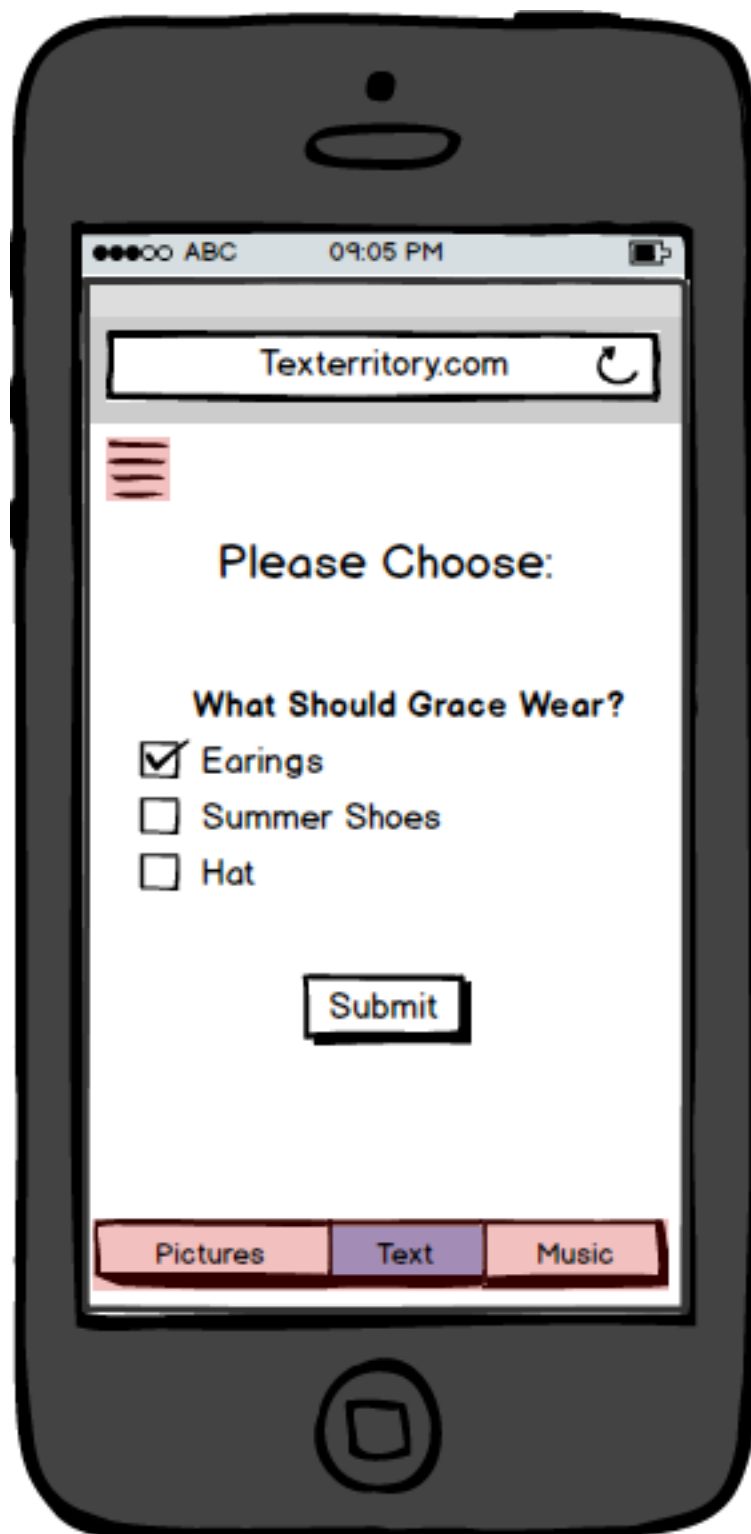 ABC 09:05 PM
Texterritory.com
Please Choose:
What Should Grace Wear?
Earings
Summer Shoes
Hat
Submit
Pictures Text Music